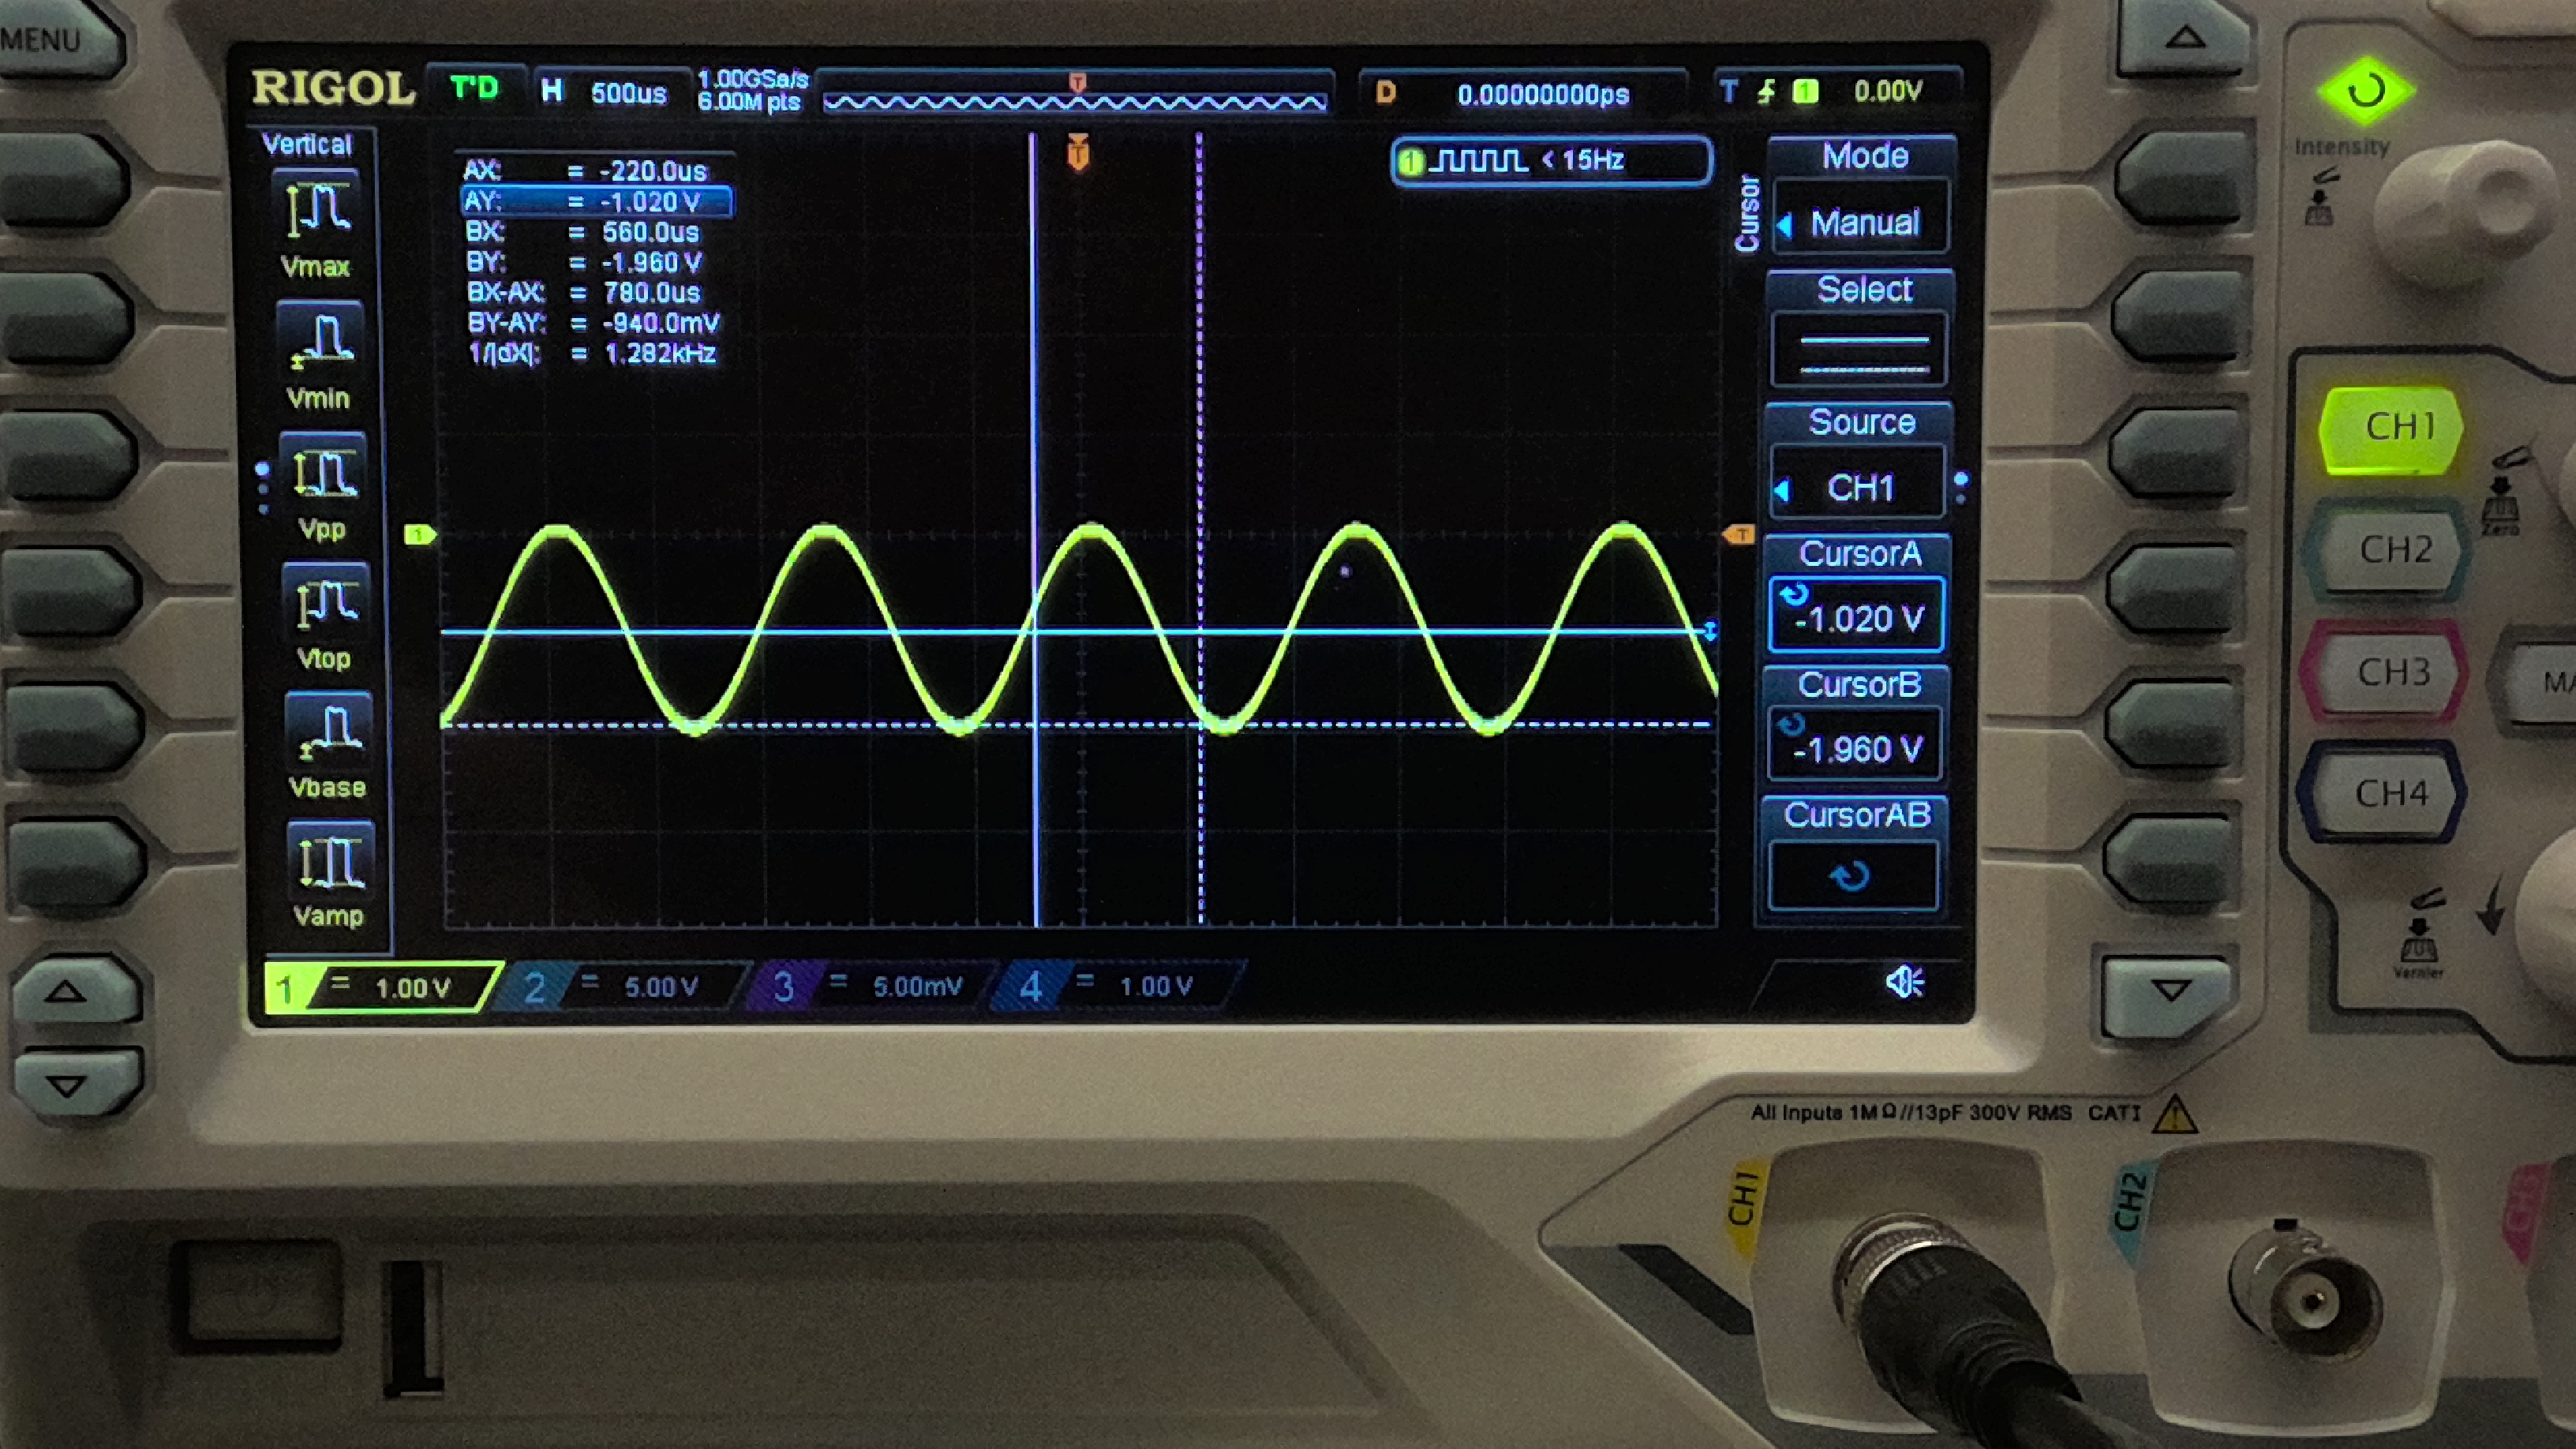 MENU
RIGOL T'D H 500us 1.00GSa/s 6.00M pts T D 0.00000000ps T 1 0.00V
Vertical
Vmax
Vmin
Vpp
Vtop
Vbase
Vamp
AX: = -220.0us
AY: = -1.020 V
BX: = 560.0us
BY: = -1.960 V
BX-AX: = 780.0us
BY-AY: = -940.0mV
1/|dX|: = 1.282kHz
T
1 < 15Hz
1
T
Cursor
Mode
Manual
Select
Source
CH1
CursorA
-1.020 V
CursorB
-1.960 V
CursorAB
1 = 1.00 V 2 = 5.00 V 3 = 5.00mV 4 = 1.00 V
Intensity
CH1
CH2
CH3
CH4
Zero
MA
Vernier
All Inputs 1MΩ//13pF 300V RMS CAT I
CH1
CH2